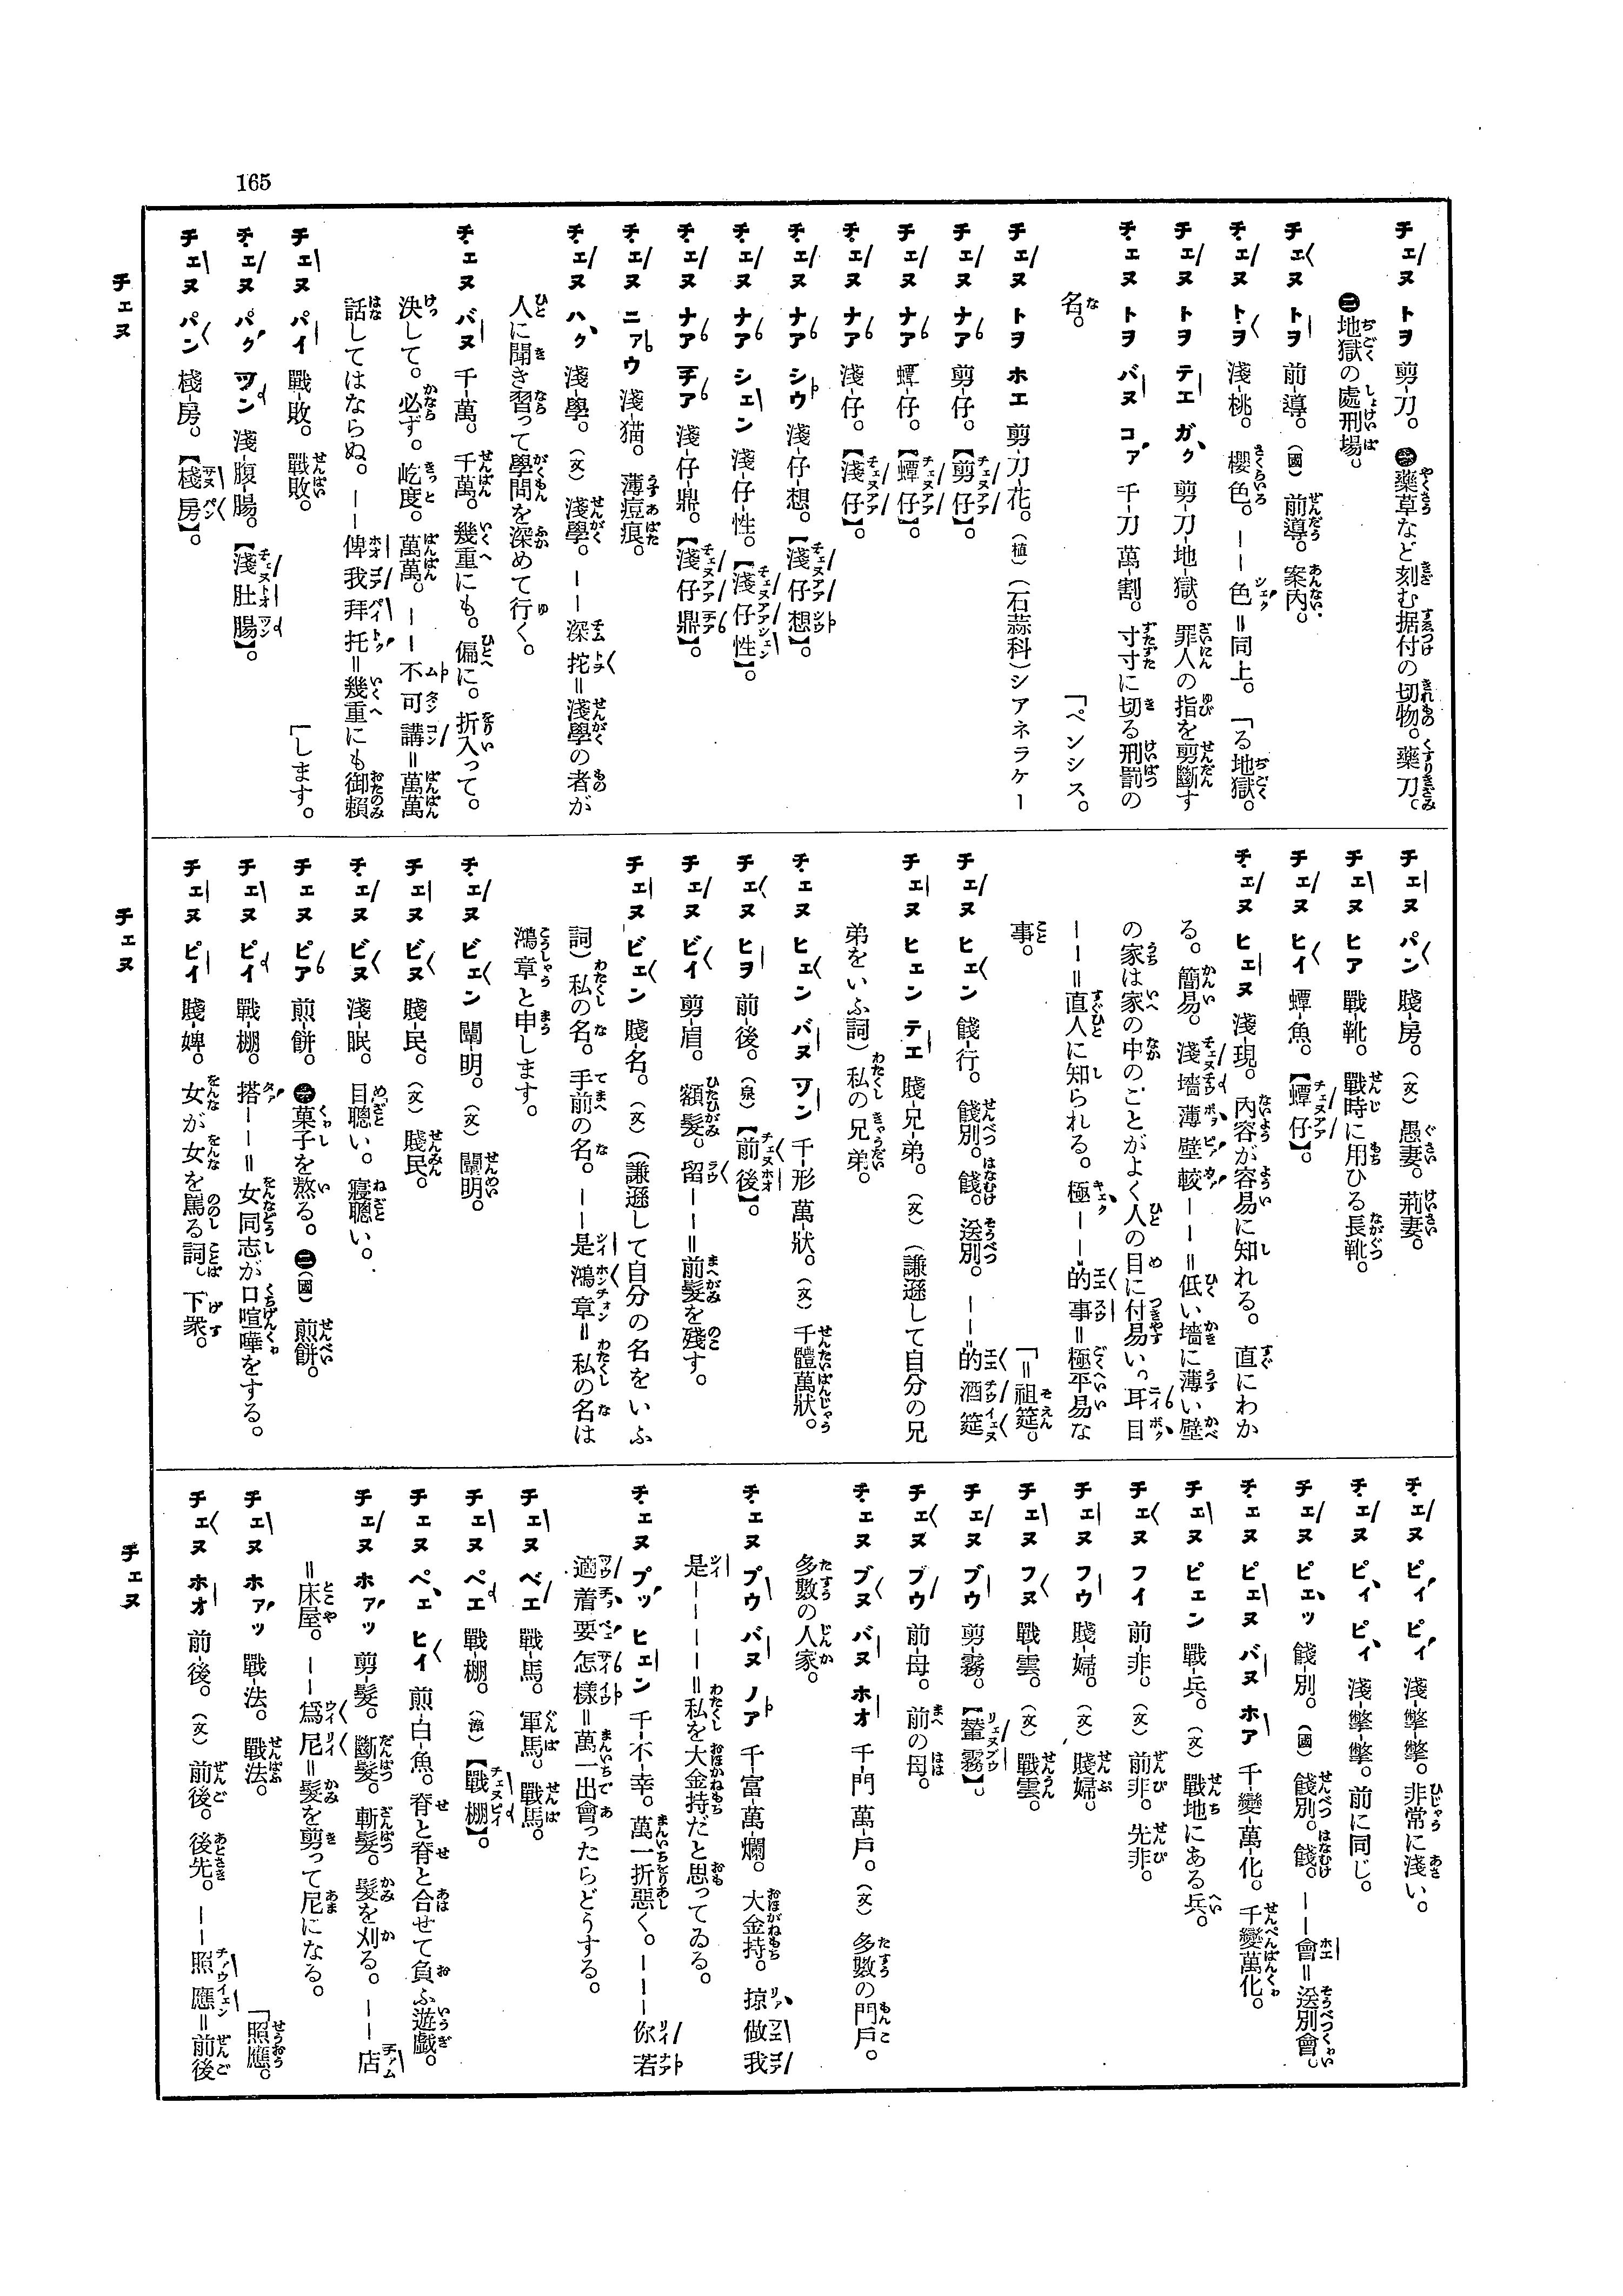 165
チェヌ トヲ 剪-刀。㊀藥草など刻む据付の切物。藥刀。
㊁地獄の處刑場。
チェヌ トヲ 前-導。(國)前導。案內。
チェヌ トヲ 淺-桃。櫻色。——色=同上。「る地獄。
チェヌ トヲ テエ ガク 剪-刀-地-獄。罪人の指を剪斷す
チェヌ トヲ バヌ コァ 千-刀 萬-割。寸寸に切る刑罰の
名。 「ペンシス。
チェヌ トヲ ホエ 剪-刀-花。(植)(石蒜科)シアネラケー
チェヌ ナア 剪-仔。【剪仔】。
チェヌ ナア 蟫-仔。【蟫仔】。
チェヌ ナア 淺-仔。【淺仔】。
チェヌ ナア シウ 淺-仔-想。【淺仔想】。
チェヌ ナア シェン 淺-仔-性。【淺仔性】。
チェヌ ナア チア 淺-仔-鼎。【淺仔鼎】。
チェヌ ニアウ 淺-猫。薄痘痕。
チェヌ ハク 淺-學。(文)淺學。——深挓=淺學の者が
人に聞き習って學問を深めて行く。
チェヌ バヌ 千-萬。千萬。幾重にも。偏に。折入って。
決して。必ず。屹度。萬萬。——不可講=萬萬
話してはならぬ。——俾我拜托=幾重にも御賴
「します。
チェヌ パイ 戰-敗。戰敗。
チェヌ パク ツン 淺-腹-腸。【淺肚腸】。
チェヌ パン 棧-房。【棧房】。
チェヌ
チェヌ パン 賤-房。(文)愚妻。荊妻。
チェヌ ヒア 戰-靴。戰時に用ひる長靴。
チェヌ ヒイ 蟫-魚。【蟫仔】。
チェヌ ヒェヌ 淺-現。內容が容易に知れる。直にわか
る。簡易。淺墻薄壁較——=低い墻に薄い壁
の家は家の中のことがよく人の目に付易い。耳目
——=直人に知られる。極——的事=極平易な
事。 「=祖筵。
チェヌ ヒェン 餞-行。餞別。餞。送別。——的酒筵
チェヌ ヒェン テエ 賤-兄-弟。(文)(謙遜して自分の兄
弟をいふ詞)私の兄弟。
チェヌ ヒェン バヌ ツン 千-形 萬-狀。(文)千體萬狀。
チェヌ ヒヲ 前-後。(泉)【前後】。
チェヌ ビイ 剪-眉。額髮。留——=前髮を殘す。
チェヌ ビェン 賤-名。(文)(謙遜して自分の名をいふ
詞)私の名。手前の名。——是鴻章=私の名は
鴻章と申します。
チェヌ ビェン 闡-明。(文)闡明。
チェヌ ビヌ 賤-民。(文)賤民。
チェヌ ビヌ 淺-眠。目聰い。寢聰い。
チェヌ ピア 煎-餅。㊀菓子を熬る。㊁(國)煎餅。
チェヌ ピイ 戰-棚。搭——=女同志が口喧嘩をする。
チェヌ ピイ 賤-婢。女が女を罵る詞。下衆。
チェヌ
チェヌ ピイ ピイ 淺-𢐲-𢐲。非常に淺い。
チェヌ ピイ ピイ 淺-𢐲-𢐲。前に同じ。
チェヌ ピェッ 餞-別。(國)餞別。餞。——會=送別會。
チェヌ ピェヌ バヌ ホア 千-變-萬-化。千變萬化。
チェヌ ピェン 戰-兵。(文)戰地にある兵。
チェヌ フイ 前-非。(文)前非。先非。
チェヌ フウ 賤-婦。(文)賤婦。
チェヌ フヌ 戰-雲。(文)戰雲。
チェヌ ブウ 剪-霧。【輦霧】。
チェヌ ブウ 前-母。前の母。
チェヌ ブヌ バヌ ホオ 千-門 萬-戶。(文)多數の門戶。
多數の人家。
チェヌ プウ バヌ ノア 千-富-萬-爛。大金持。掠做我
是————=私を大金持だと思ってゐる。
チェヌ プッ ヒェン 千-不-幸。萬一折惡く。———你若
適着要怎樣=萬一出會ったらどうする。
チェヌ ベエ 戰-馬。軍馬。戰馬。
チェヌ ペエ 戰-棚。(漳)【戰棚】。
チェヌ ペェ ヒイ 煎-白-魚。脊と脊と合せて負ふ遊戲。
チェヌ ホァッ 剪-髮。斷髮。斬髮。髮を刈る。——店
=床屋。——爲尼=髮を剪って尼になる。
チェヌ ホァッ 戰-法。戰法。 「照應。
チェヌ ホオ 前-後。(文)前後。後先。——照應=前後
チェヌ